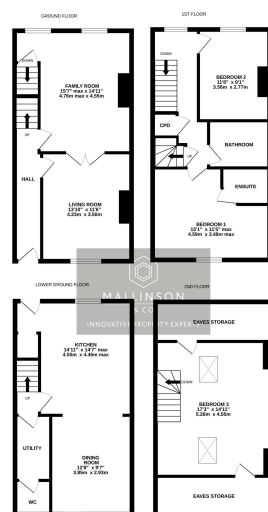 GROUND FLOOR
DOWN
FAMILY ROOM
15'7" max x 14'11"
4.76m max x 4.55m
UP
HALL
LIVING ROOM
13'10" x 11'6"
4.23m x 3.50m
1ST FLOOR
DOWN
BEDROOM 2
11'8" x 9'1"
3.56m x 2.77m
CPD
UP
BATHROOM
ENSUITE
BEDROOM 1
15'1" x 11'5" max
4.59m x 3.48m max
MALLINSON
& CO
INNOVATIVE PROPERTY EXPERTS
LOWER GROUND FLOOR
KITCHEN
14'11" x 14'7" max
4.55m x 4.45m max
UP
UTILITY
DINING
ROOM
12'8" x 9'7"
3.85m x 2.93m
WC
2ND FLOOR
EAVES STORAGE
DOWN
BEDROOM 3
17'3" x 14'11"
5.26m x 4.55m
EAVES STORAGE